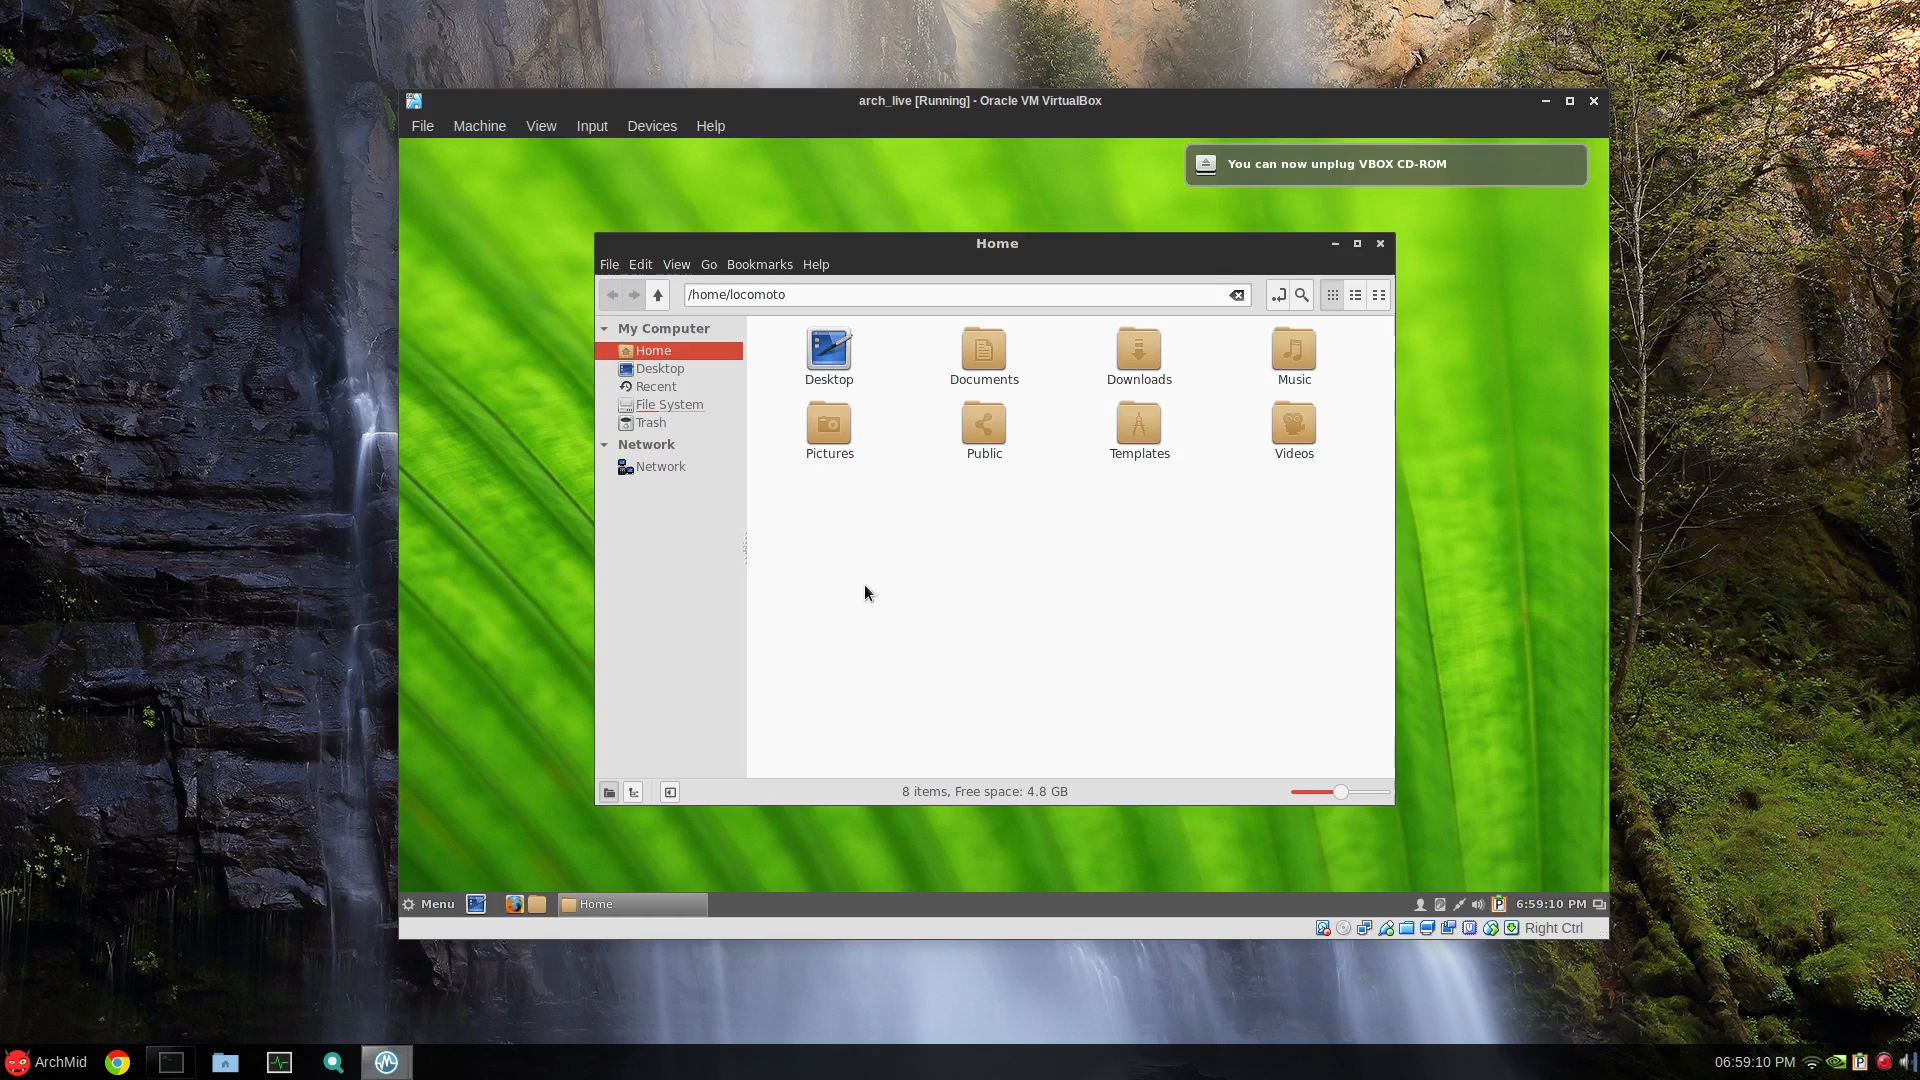 arch_live [Running] - Oracle VM VirtualBox
File Machine View Input Devices Help
You can now unplug VBOX CD-ROM
Home
File Edit View Go Bookmarks Help
/home/locomoto
My Computer
Home
Desktop
Recent
File System
Trash
Network
Network
Desktop Documents Downloads Music
Pictures Public Templates Videos
8 items, Free space: 4.8 GB
Menu Home 6:59:10 PM
Right Ctrl
ArchMid 06:59:10 PM